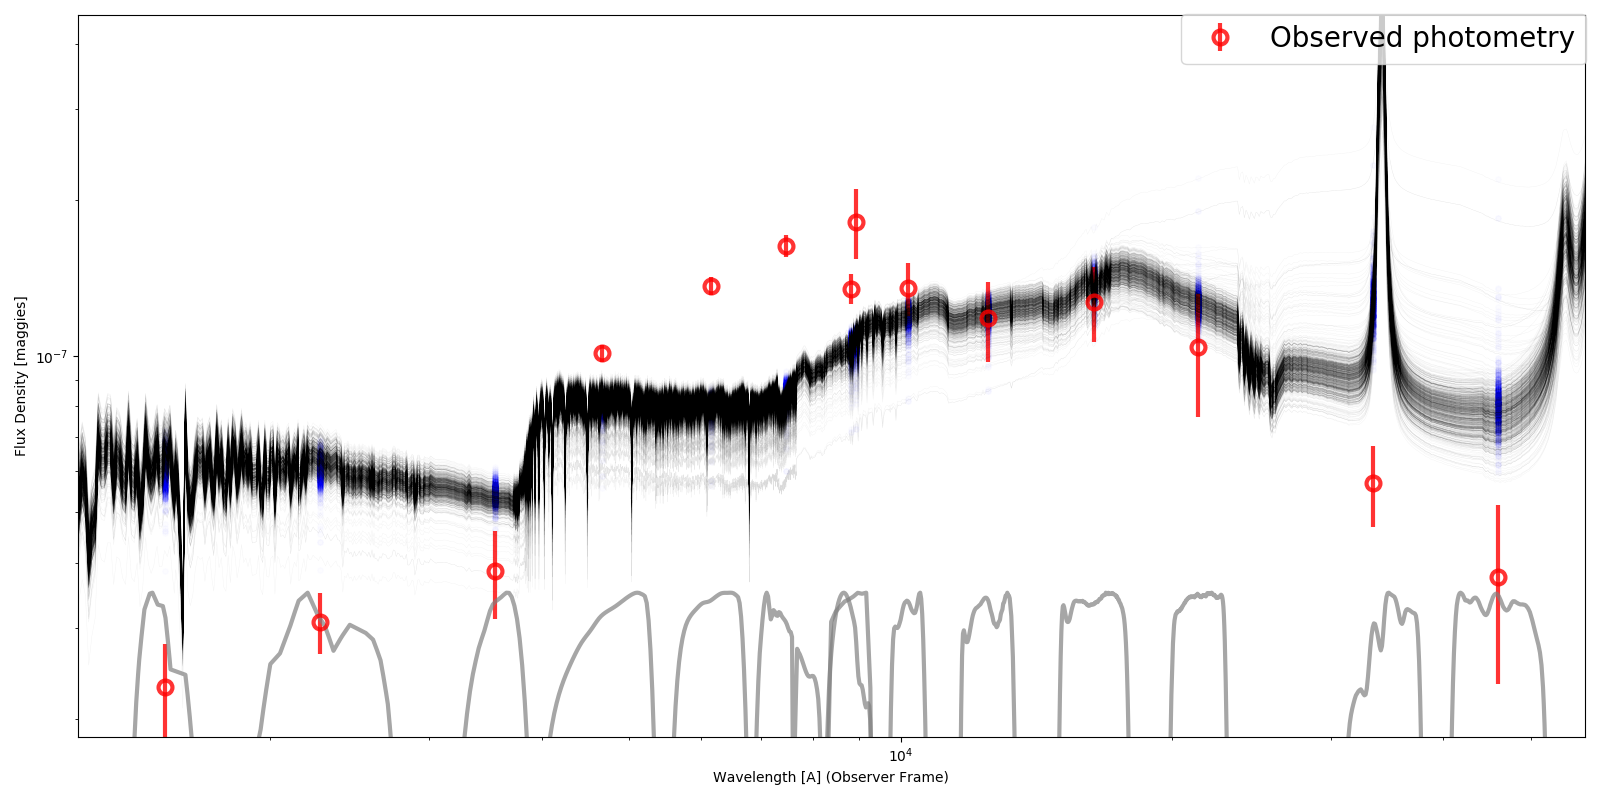 Observed photometry
Flux Density [maggies]
10^{-7}
10^{4}
Wavelength [A] (Observer Frame)